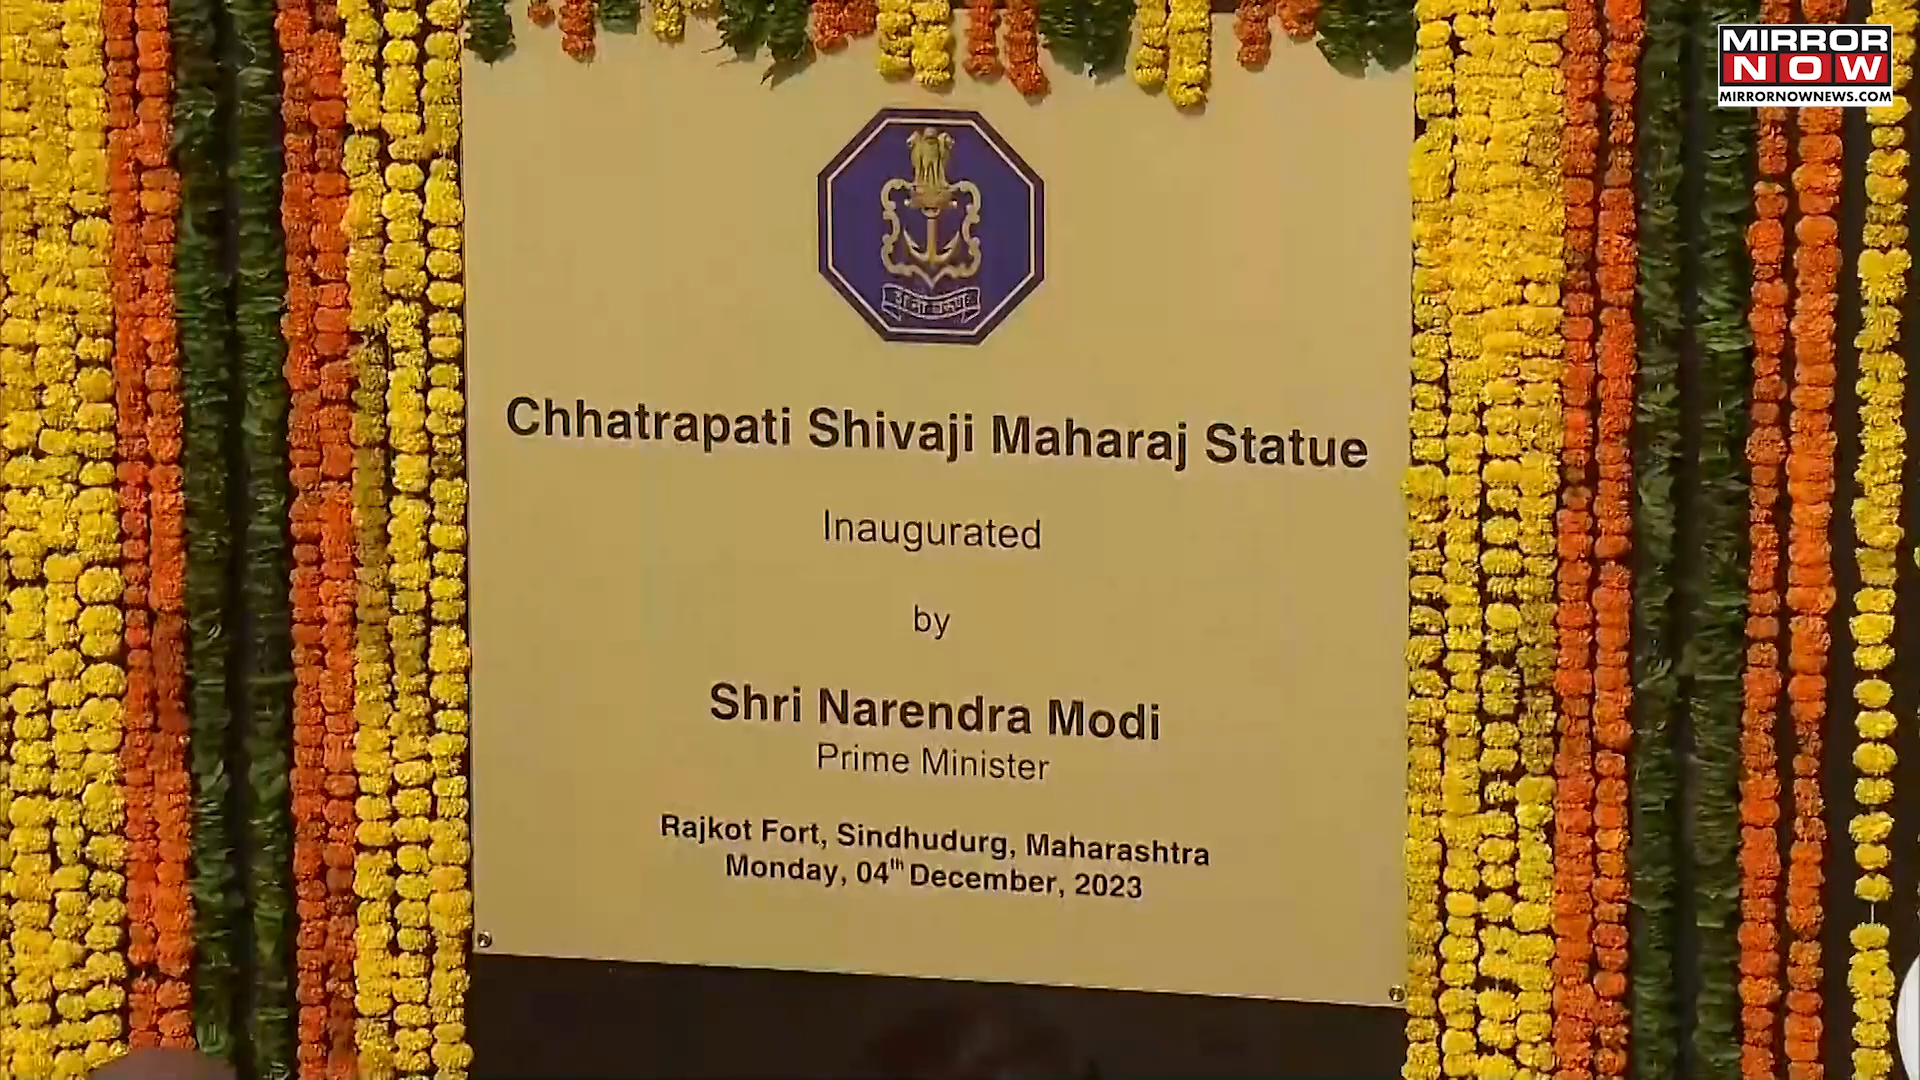 MIRROR
NOW
MIRRORNOWNEWS.COM
शं नो वरुणः
Chhatrapati Shivaji Maharaj Statue
Inaugurated
by
Shri Narendra Modi
Prime Minister
Rajkot Fort, Sindhudurg, Maharashtra
Monday, 04th December, 2023